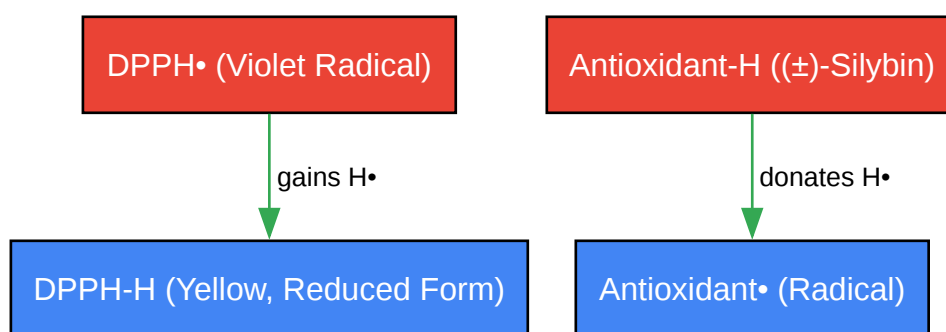 DPPH• (Violet Radical)
Antioxidant-H ((±)-Silybin)
gains H•
donates H•
DPPH-H (Yellow, Reduced Form)
Antioxidant• (Radical)